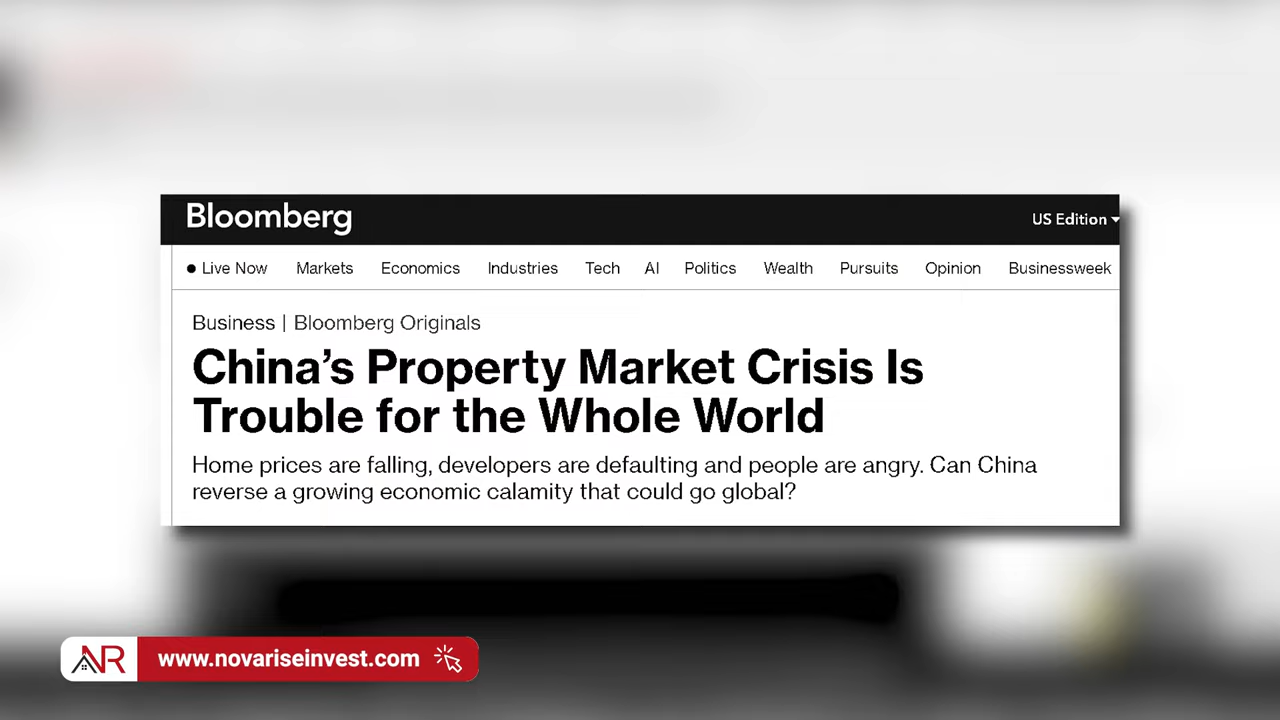 Bloomberg
US Edition
Live Now Markets Economics Industries Tech AI Politics Wealth Pursuits Opinion Businessweek
Business | Bloomberg Originals
China’s Property Market Crisis Is
Trouble for the Whole World
Home prices are falling, developers are defaulting and people are angry. Can China
reverse a growing economic calamity that could go global?
NR www.novariseinvest.com